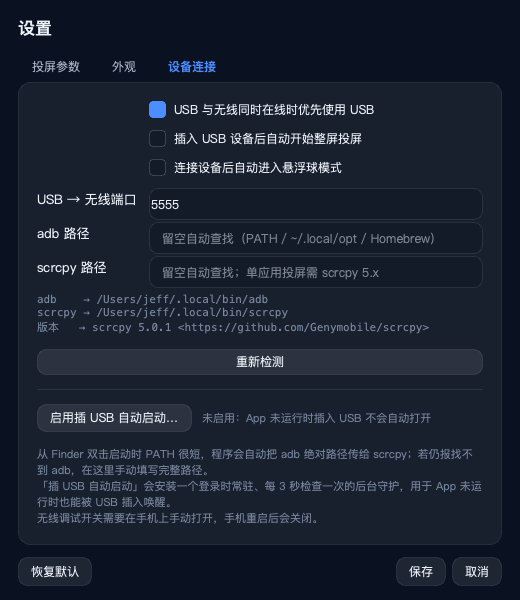 设置
投屏参数 外观 设备连接
USB 与无线同时在线时优先使用 USB
插入 USB 设备后自动开始整屏投屏
连接设备后自动进入悬浮球模式
USB → 无线端口 5555
adb 路径 留空自动查找（PATH / ~/.local/opt / Homebrew）
scrcpy 路径 留空自动查找；单应用投屏需 scrcpy 5.x
adb → /Users/jeff/.local/bin/adb
scrcpy → /Users/jeff/.local/bin/scrcpy
版本 → scrcpy 5.0.1 <https://github.com/Genymobile/scrcpy>
重新检测
启用插 USB 自动启动… 未启用：App 未运行时插入 USB 不会自动打开
从 Finder 双击启动时 PATH 很短，程序会自动把 adb 绝对路径传给 scrcpy；若仍报找不
到 adb，在这里手动填写完整路径。
「插 USB 自动启动」会安装一个登录时常驻、每 3 秒检查一次的后台守护，用于 App 未运
行时也能被 USB 插入唤醒。
无线调试开关需要在手机上手动打开，手机重启后会关闭。
恢复默认 保存 取消